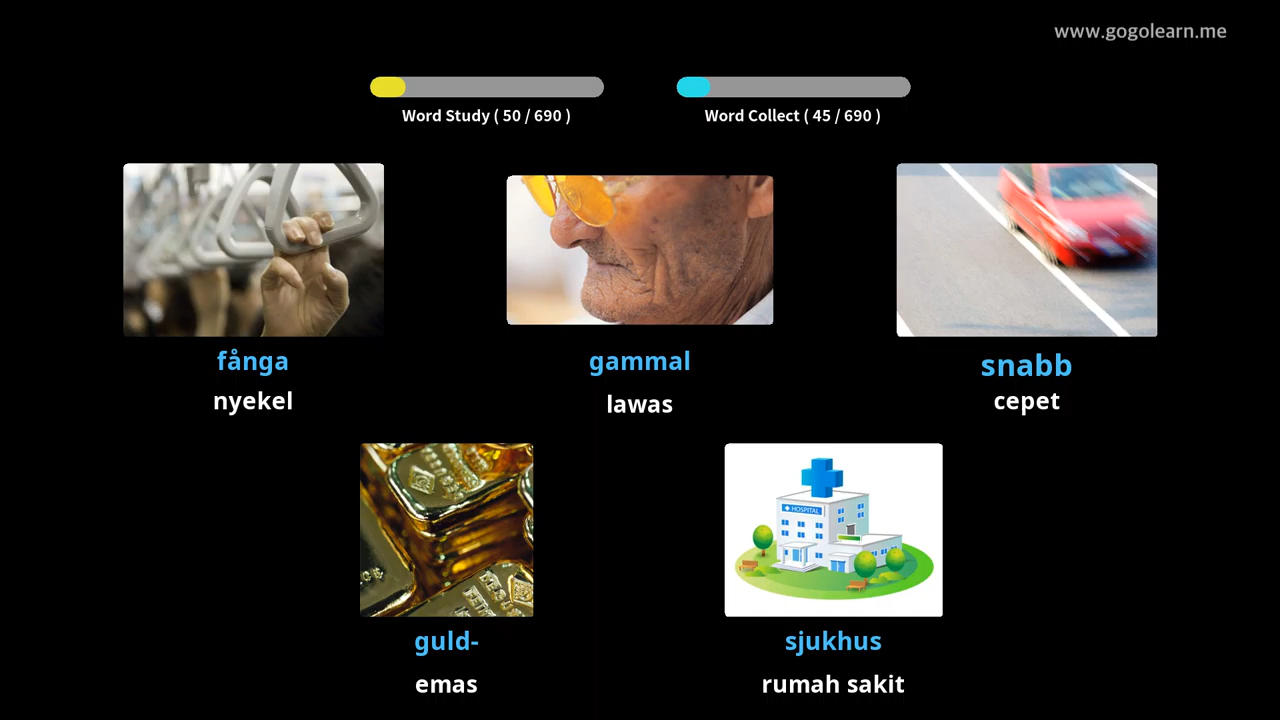 www.gogolearn.me
Word Study ( 50 / 690 )
Word Collect ( 45 / 690 )
fånga
nyekel
gammal
lawas
snabb
cepet
HOSPITAL
guld-
emas
sjukhus
rumah sakit